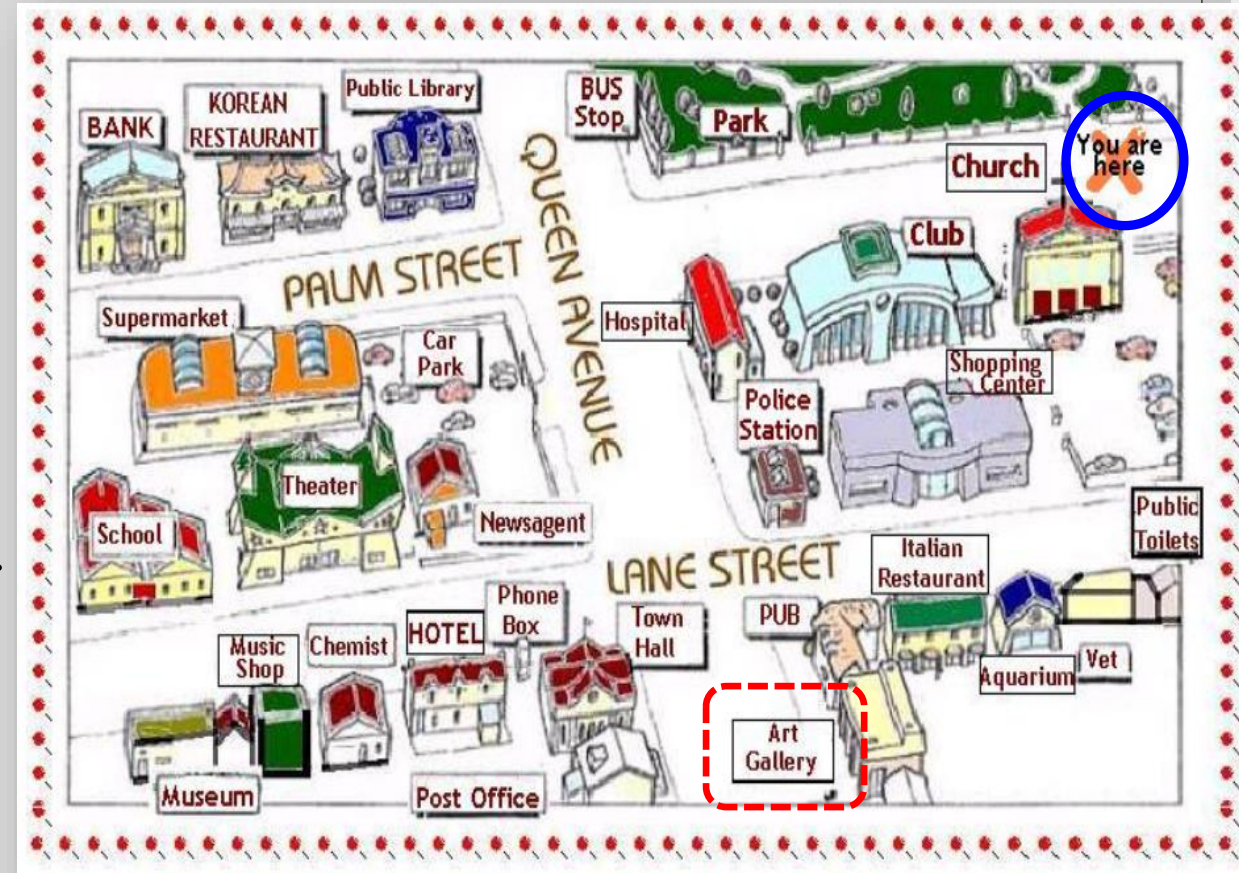 BUS
Stop
Park
Public Library
KOREAN
RESTAURANT
BANK
You are
here
Church
QUEEN AVENUE
PALM STREET
Club
Supermarket
Car
Park
Hospital
Shopping
Center
Police
Station
Theater
School
Newsagent
Public
Toilets
LANE STREET
Italian
Restaurant
Phone
Box
PUB
Town
Hall
HOTEL
Chemist
Music
Shop
Aquarium
Vet
Art
Gallery
Museum
Post Office